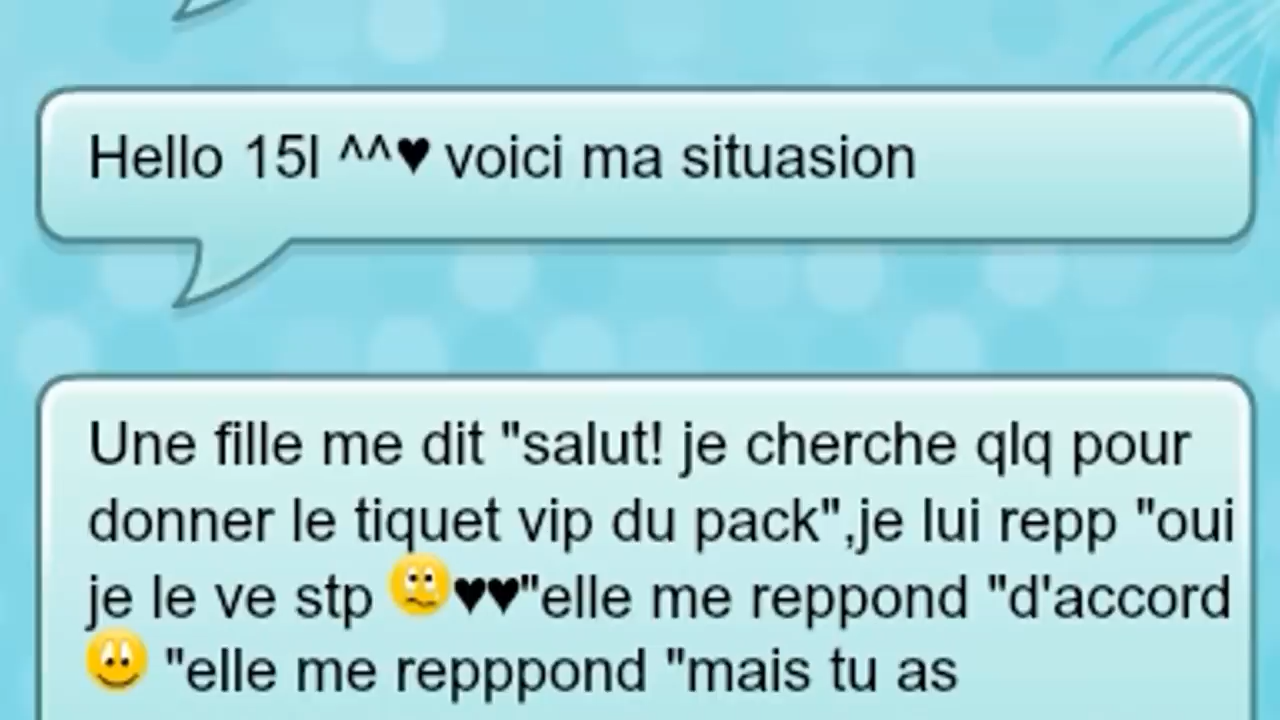 Hello 15l ^^♥ voici ma situasion
Une fille me dit "salut! je cherche qlq pour
donner le tiquet vip du pack",je lui repp "oui
je le ve stp ♥♥"elle me reppond "d'accord
"elle me repppond "mais tu as